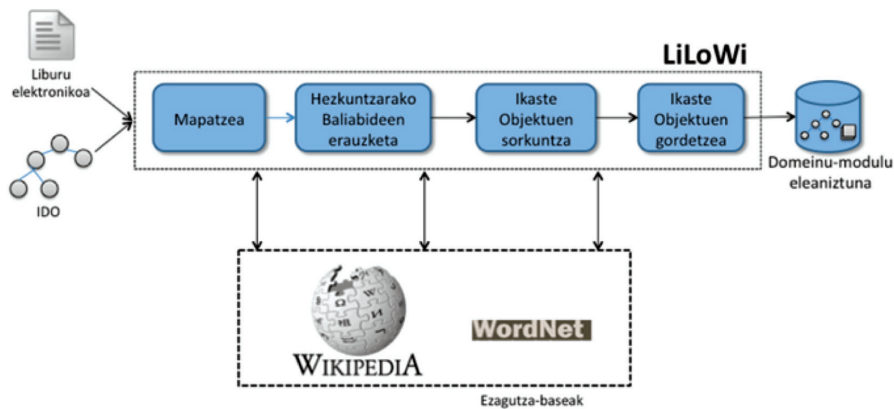 LiLoWi
Liburu
elektronikoa
IDO
Mapatzea
Hezkuntzarako
Baliabideen
erauzketa
Ikaste
Objektuen
sorkuntza
Ikaste
Objektuen
gordetzea
Domeinu-modulu
eleaniztuna
WIKIPEDIA
WordNet
Ezagutza-baseak